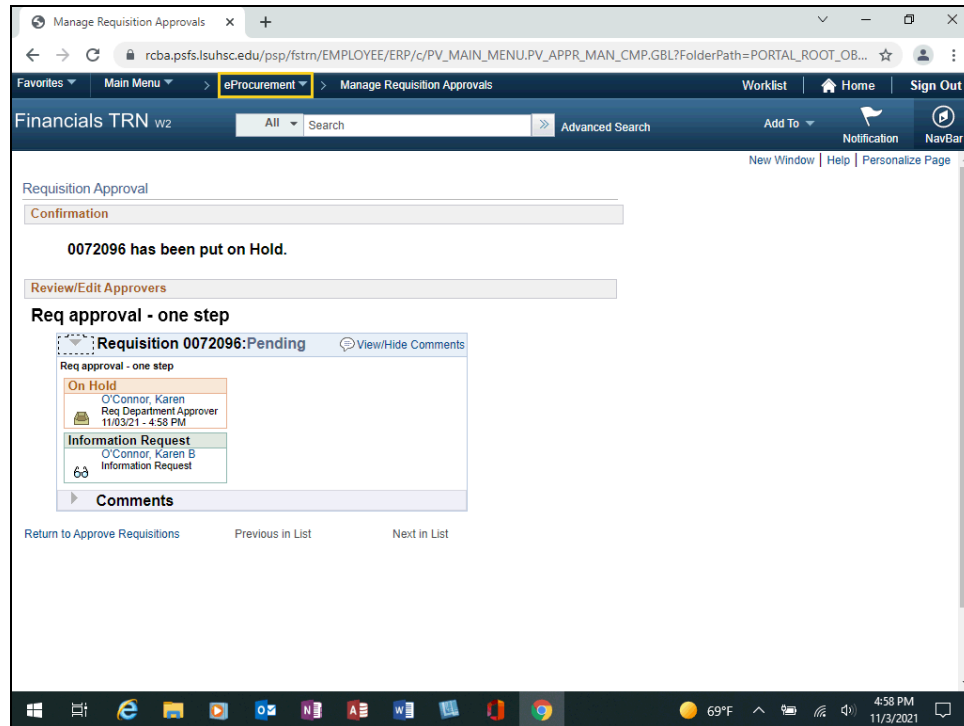 Manage Requisition Approvals
rcba.psfs.lsuhsc.edu/psp/fstrn/EMPLOYEE/ERP/c/PV_MAIN_MENU.PV_APPR_MAN_CMP.GBL?FolderPath=PORTAL_ROOT_OB...
Favorites Main Menu > eProcurement > Manage Requisition Approvals Worklist Home Sign Out
Financials TRN W2 All Search Advanced Search Add To Notification NavBar
New Window | Help | Personalize Page
Requisition Approval
Confirmation
0072096 has been put on Hold.
Review/Edit Approvers
Req approval - one step
Requisition 0072096:Pending View/Hide Comments
Req approval - one step
On Hold
O'Connor, Karen
Req Department Approver
11/03/21 - 4:58 PM
Information Request
O'Connor, Karen B
Information Request
Comments
Return to Approve Requisitions Previous in List Next in List
69°F 4:58 PM
11/3/2021